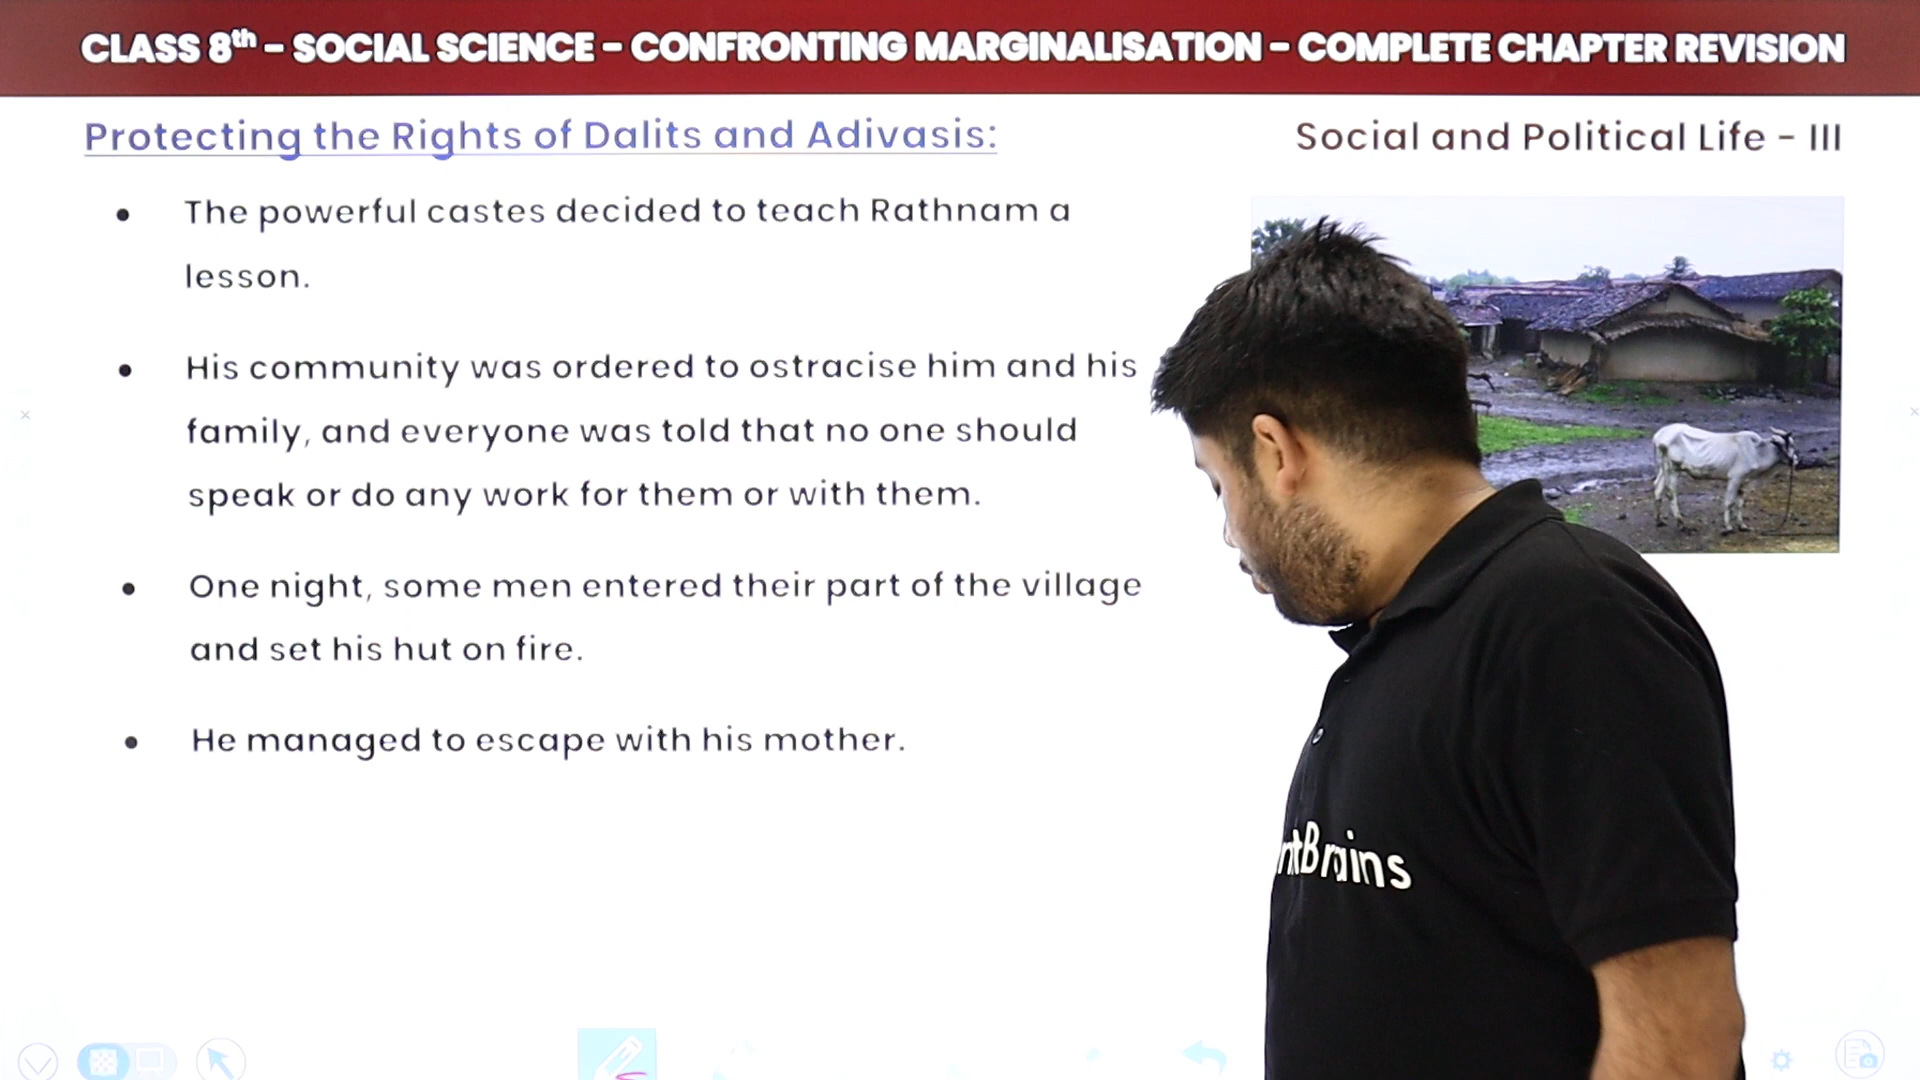 CLASS 8th – SOCIAL SCIENCE – CONFRONTING MARGINALISATION – COMPLETE CHAPTER REVISION
Protecting the Rights of Dalits and Adivasis:
Social and Political Life – III
• The powerful castes decided to teach Rathnam a
lesson.
• His community was ordered to ostracise him and his
family, and everyone was told that no one should
speak or do any work for them or with them.
• One night, some men entered their part of the village
and set his hut on fire.
• He managed to escape with his mother.
ntBrains